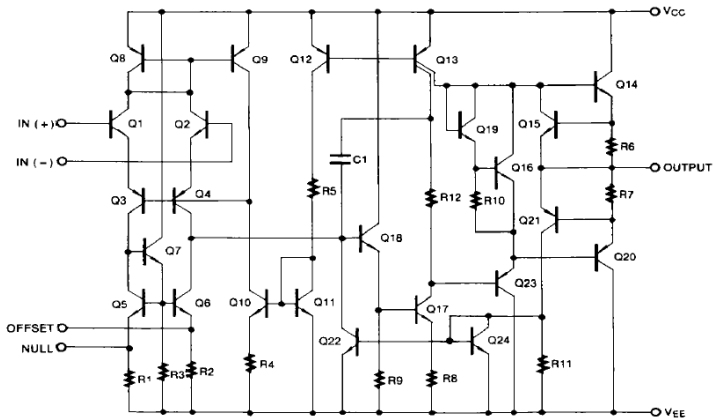 VCC
Q8
Q9
Q12
Q13
Q14
IN (+)
Q1
Q2
Q19
Q15
R6
IN (-)
C1
Q16
OUTPUT
R5
R12
R10
R7
Q3
Q4
Q21
Q7
Q18
Q20
Q5
Q6
Q10
Q11
Q17
Q23
OFFSET
NULL
Q22
Q24
R1
R3
R2
R4
R9
R8
R11
VEE